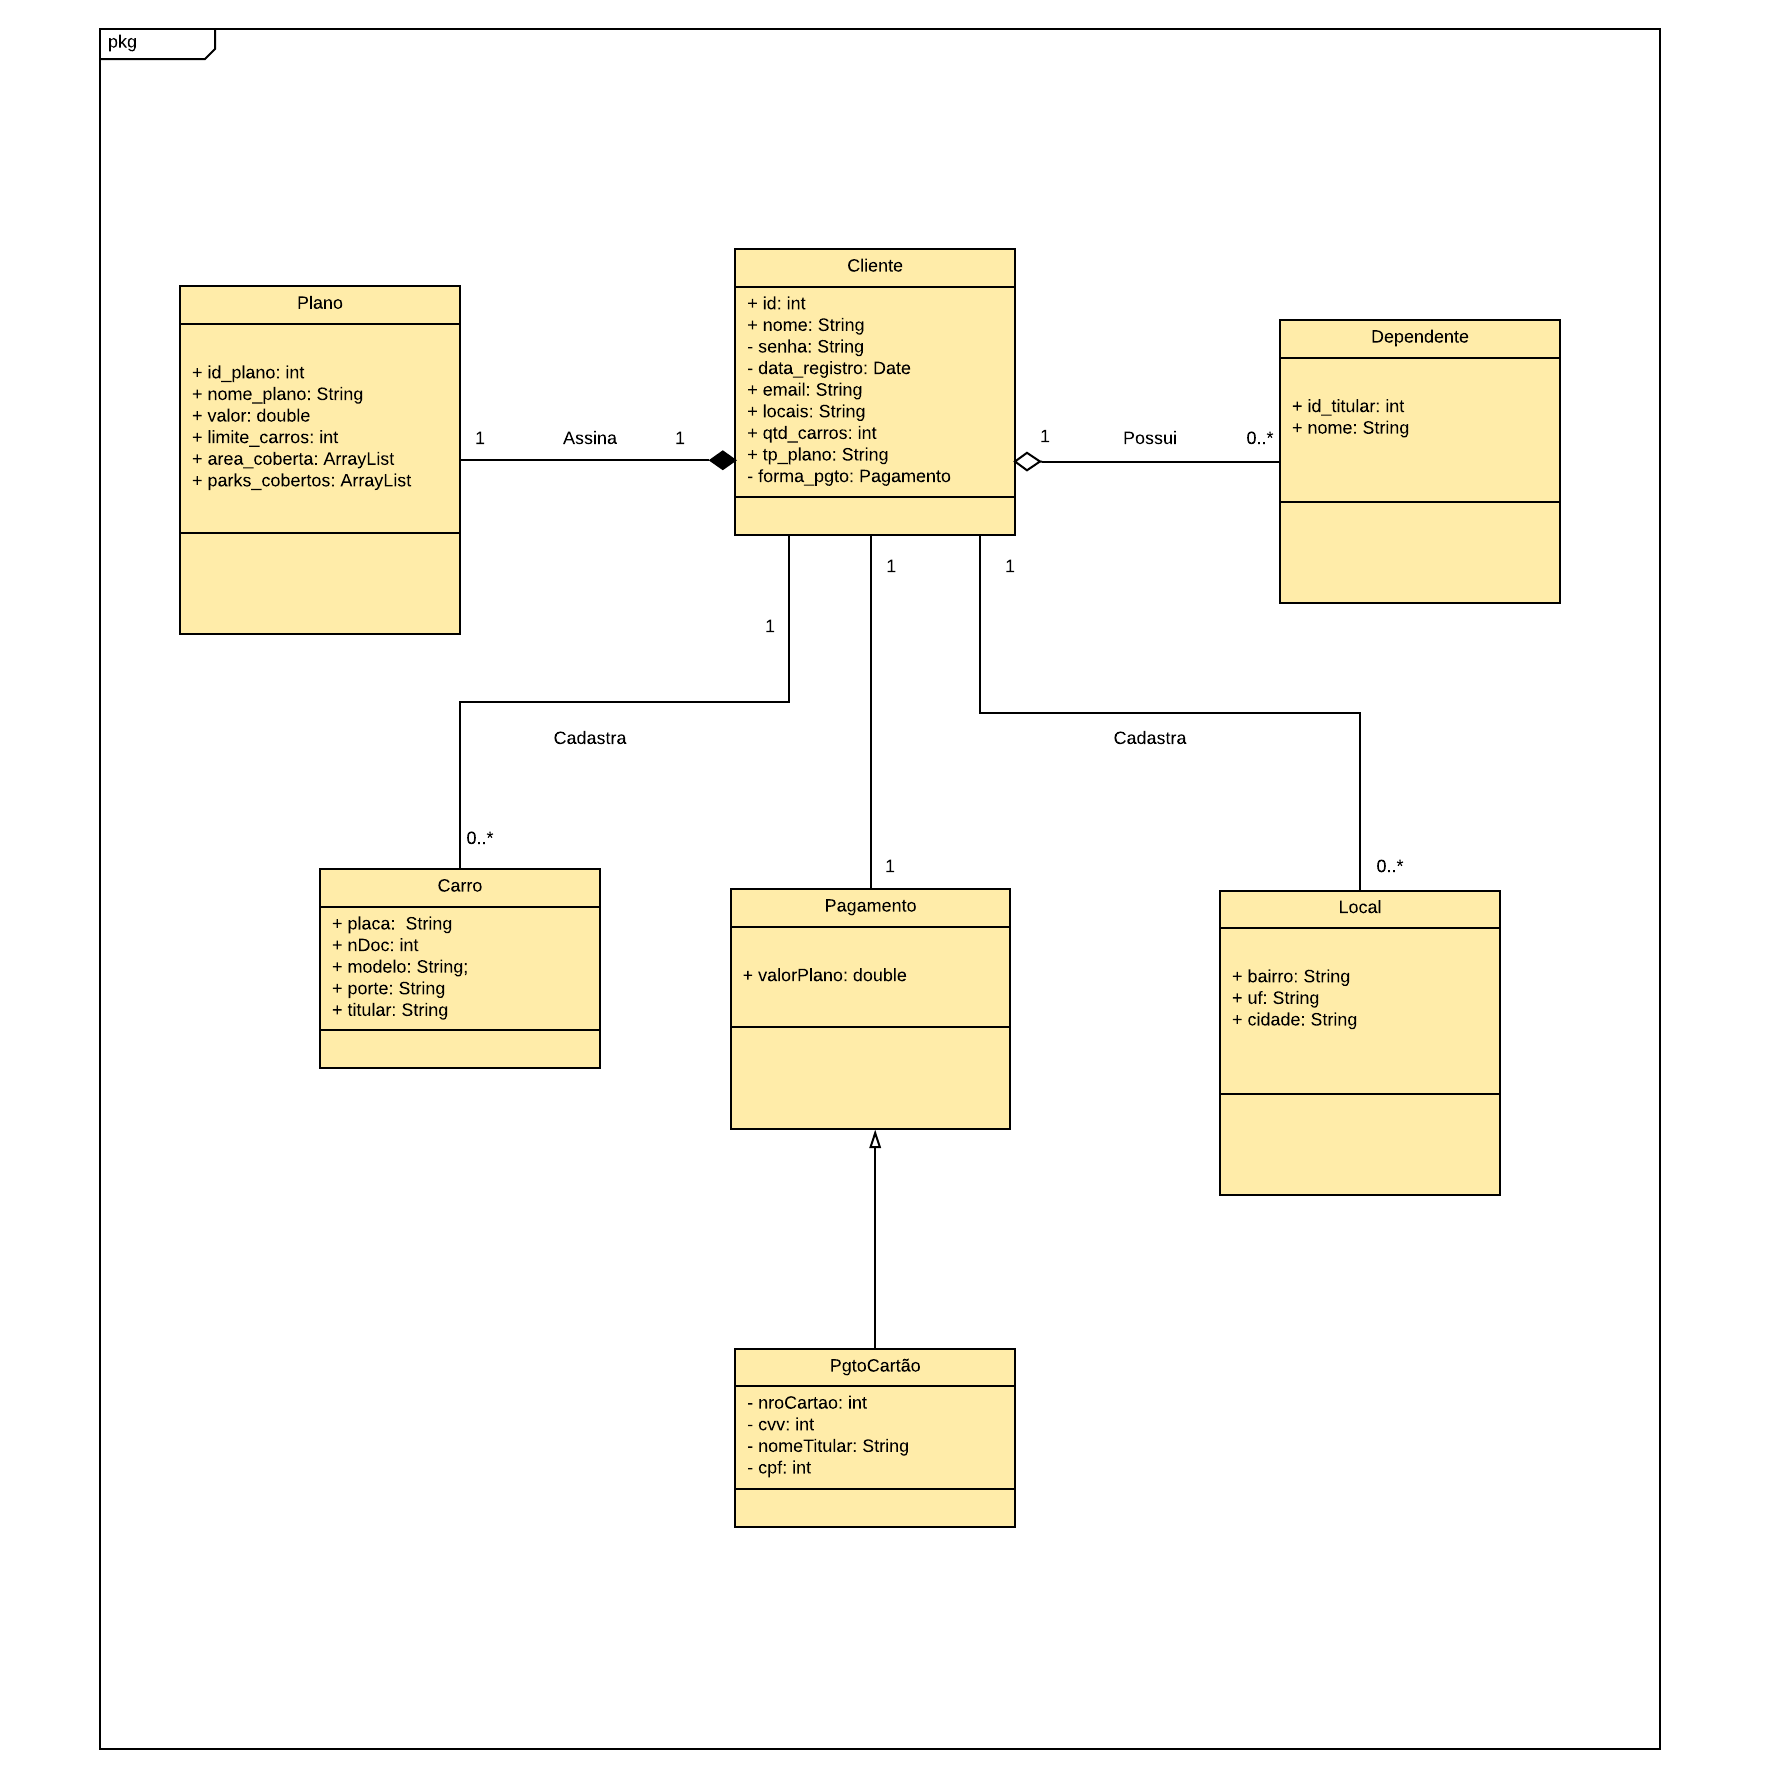 pkg
Cliente
+ id: int
+ nome: String
- senha: String
- data_registro: Date
+ email: String
+ locais: String
+ qtd_carros: int
+ tp_plano: String
- forma_pgto: Pagamento
Plano
+ id_plano: int
+ nome_plano: String
+ valor: double
+ limite_carros: int
+ area_coberta: ArrayList
+ parks_cobertos: ArrayList
1
Assina
1
1
Possui
0..*
Dependente
+ id_titular: int
+ nome: String
1
1
1
Cadastra
Cadastra
0..*
1
0..*
Carro
+ placa:  String
+ nDoc: int
+ modelo: String;
+ porte: String
+ titular: String
Pagamento
+ valorPlano: double
Local
+ bairro: String
+ uf: String
+ cidade: String
PgtoCartão
- nroCartao: int
- cvv: int
- nomeTitular: String
- cpf: int